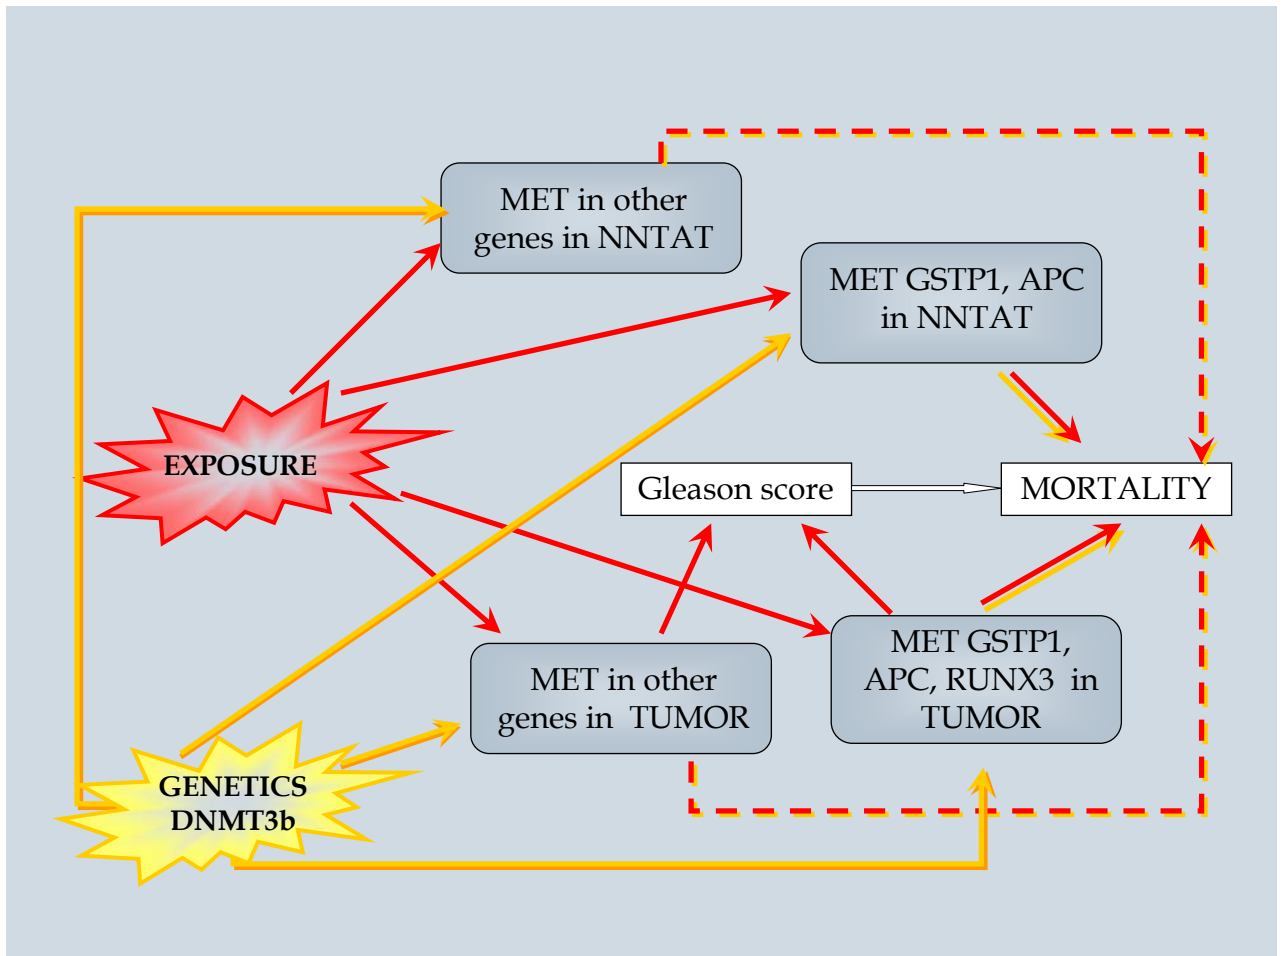 MET in other
genes in NNTAT
MET GSTP1, APC
in NNTAT
EXPOSURE
Gleason score
MORTALITY
MET in other
genes in TUMOR
MET GSTP1,
APC, RUNX3 in
TUMOR
GENETICS
DNMT3b